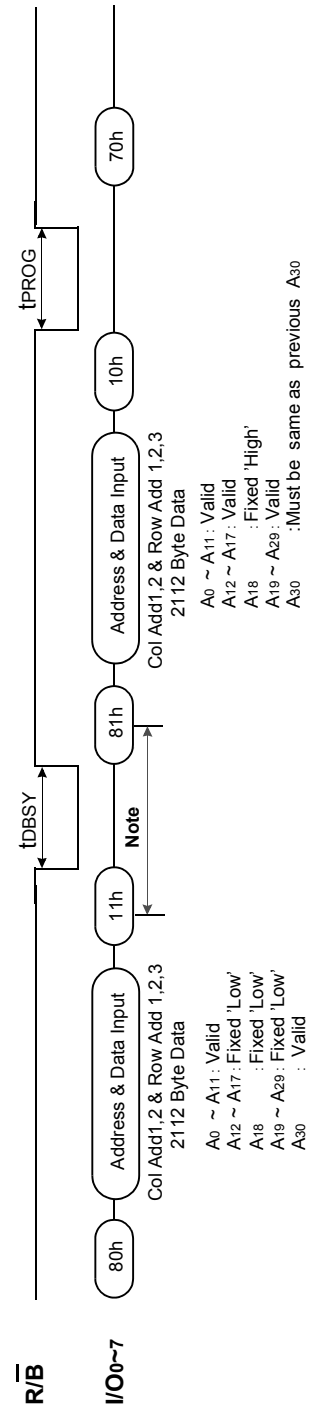 R/B
tDBSY
tPROG
I/O0~7
80h
Address & Data Input
11h
81h
Address & Data Input
10h
70h
Note
Col Add1,2 & Row Add 1,2,3
2112 Byte Data
A0 ~ A11 : Valid
A12 ~ A17 : Fixed 'Low'
A18 : Fixed 'Low'
A19 ~ A29 : Fixed 'Low'
A30 : Valid
Col Add1,2 & Row Add 1,2,3
2112 Byte Data
A0 ~ A11 : Valid
A12 ~ A17 : Valid
A18 : Fixed 'High'
A19 ~ A29 : Valid
A30 :Must be same as previous A30